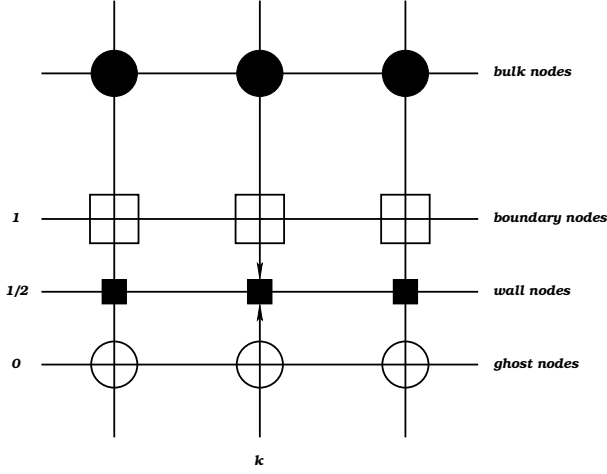 bulk nodes
1 boundary nodes
1/2 wall nodes
0 ghost nodes
k